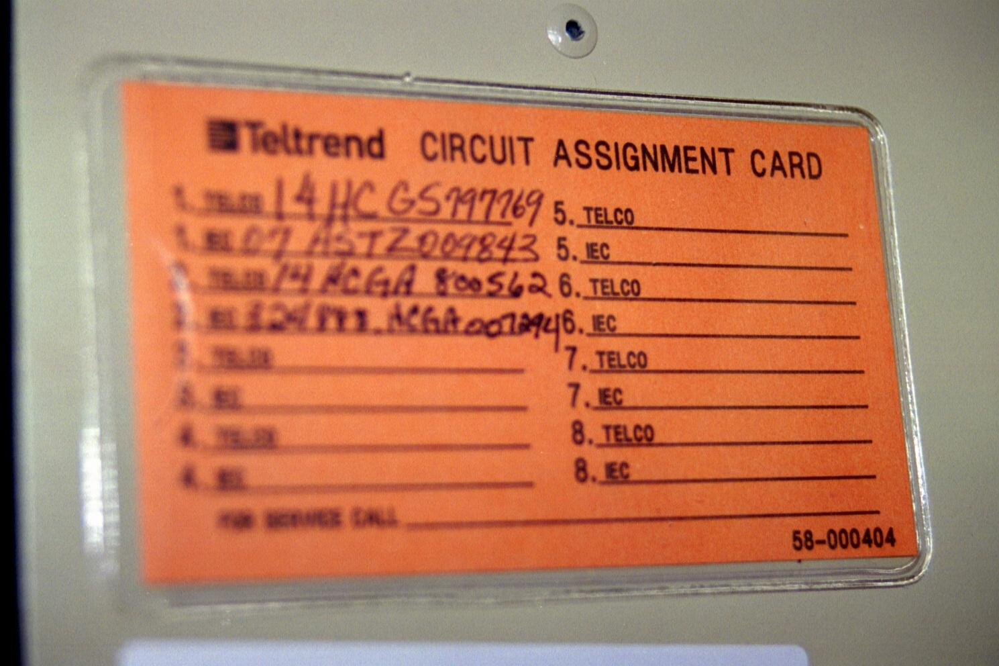 Teltrend CIRCUIT ASSIGNMENT CARD
1. TELCO 14 HCGS797769
1. IEC 07 HSTZ009843
2. TELCO 14 HCGA 800562
2. IEC HCGA007294
3. TELCO
3. IEC
4. TELCO
4. IEC
5. TELCO
5. IEC
6. TELCO
6. IEC
7. TELCO
7. IEC
8. TELCO
8. IEC
FOR SERVICE CALL
58-000404